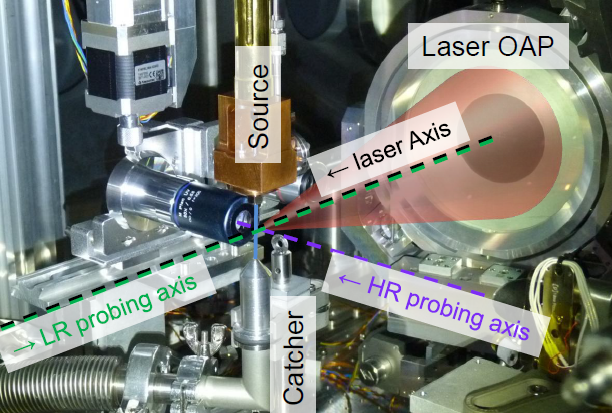 Laser OAP
Source
← laser Axis
→ LR probing axis
← HR probing axis
Catcher